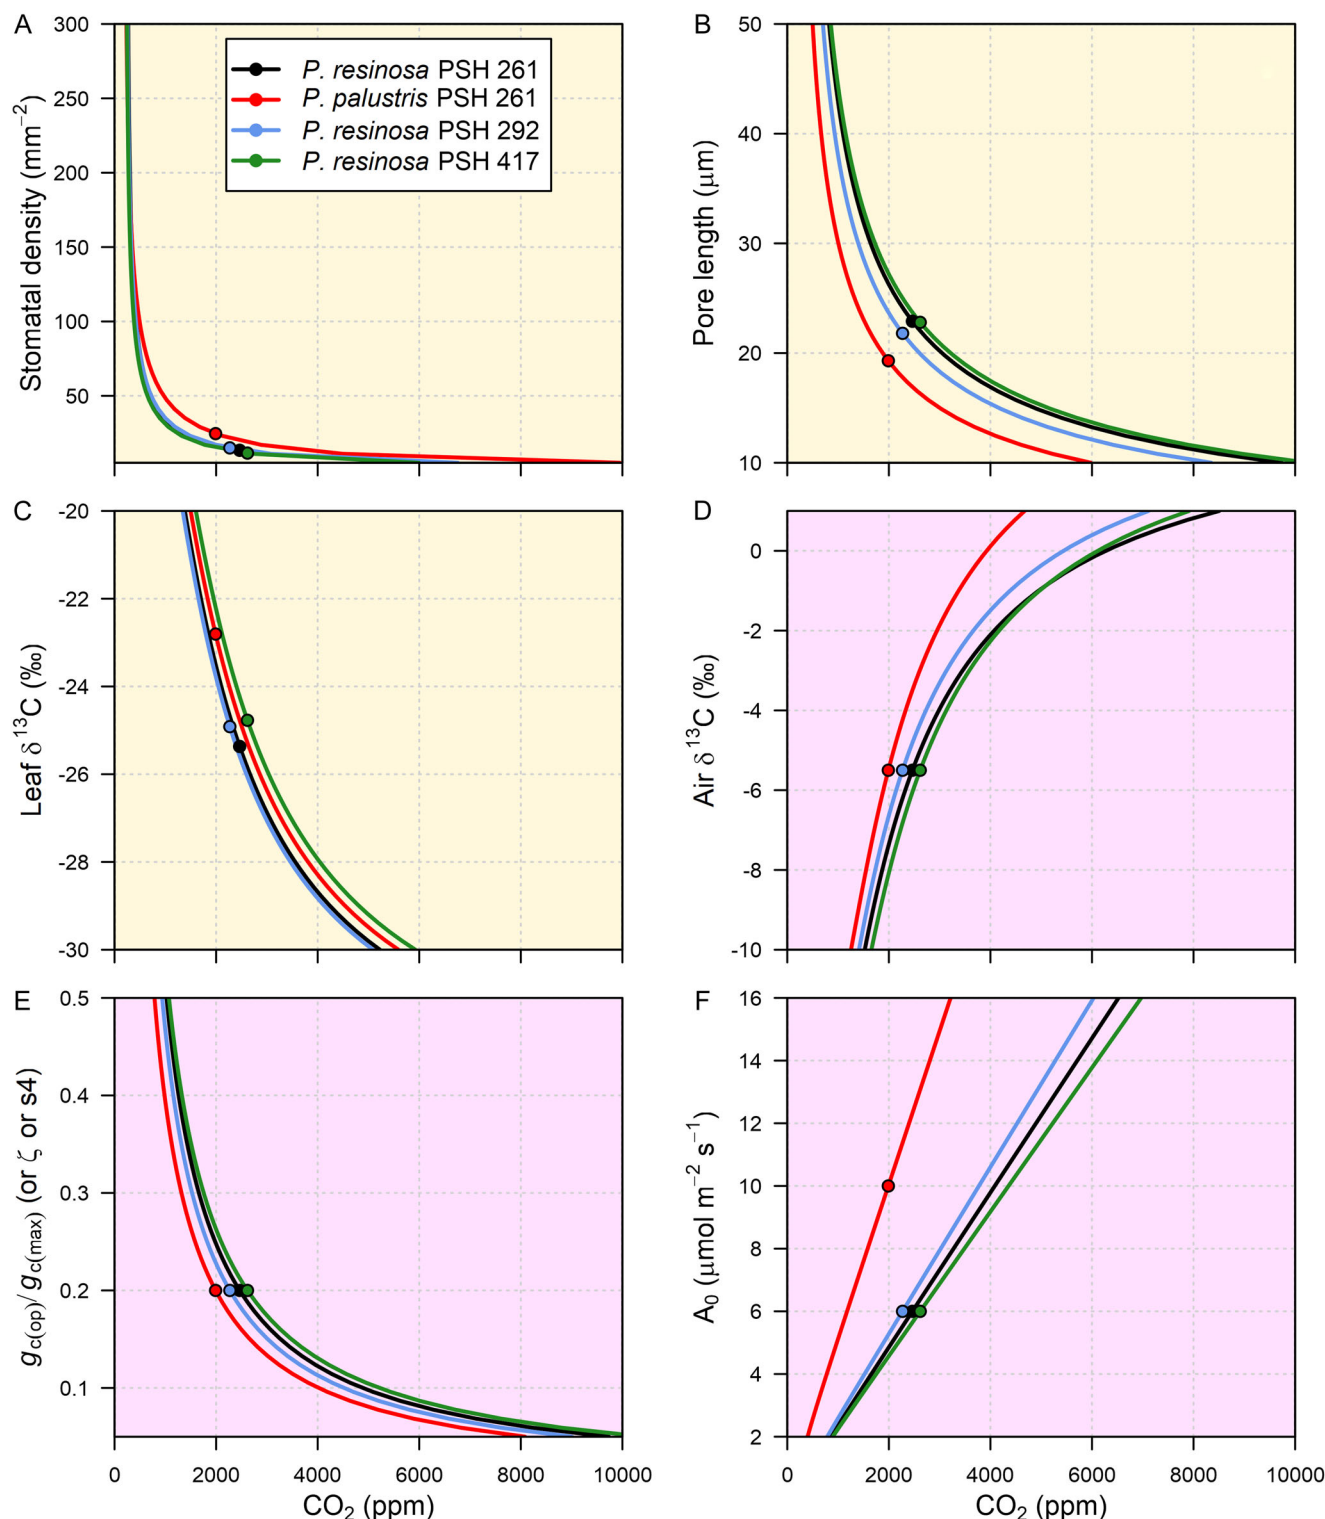 A
300
250
200
150
100
50
Stomatal density (mm⁻²)
P. resinosa PSH 261
P. palustris PSH 261
P. resinosa PSH 292
P. resinosa PSH 417
B
50
40
30
20
10
Pore length (μm)
C
-20
-22
-24
-26
-28
-30
Leaf δ ¹³C (‰)
D
0
-2
-4
-6
-8
-10
Air δ ¹³C (‰)
E
0.5
0.4
0.3
0.2
0.1
g_c(op)/g_c(max) (or ζ or s4)
0 2000 4000 6000 8000 10000
CO₂ (ppm)
F
16
14
12
10
8
6
4
2
A₀ (μmol m⁻² s⁻¹)
0 2000 4000 6000 8000 10000
CO₂ (ppm)